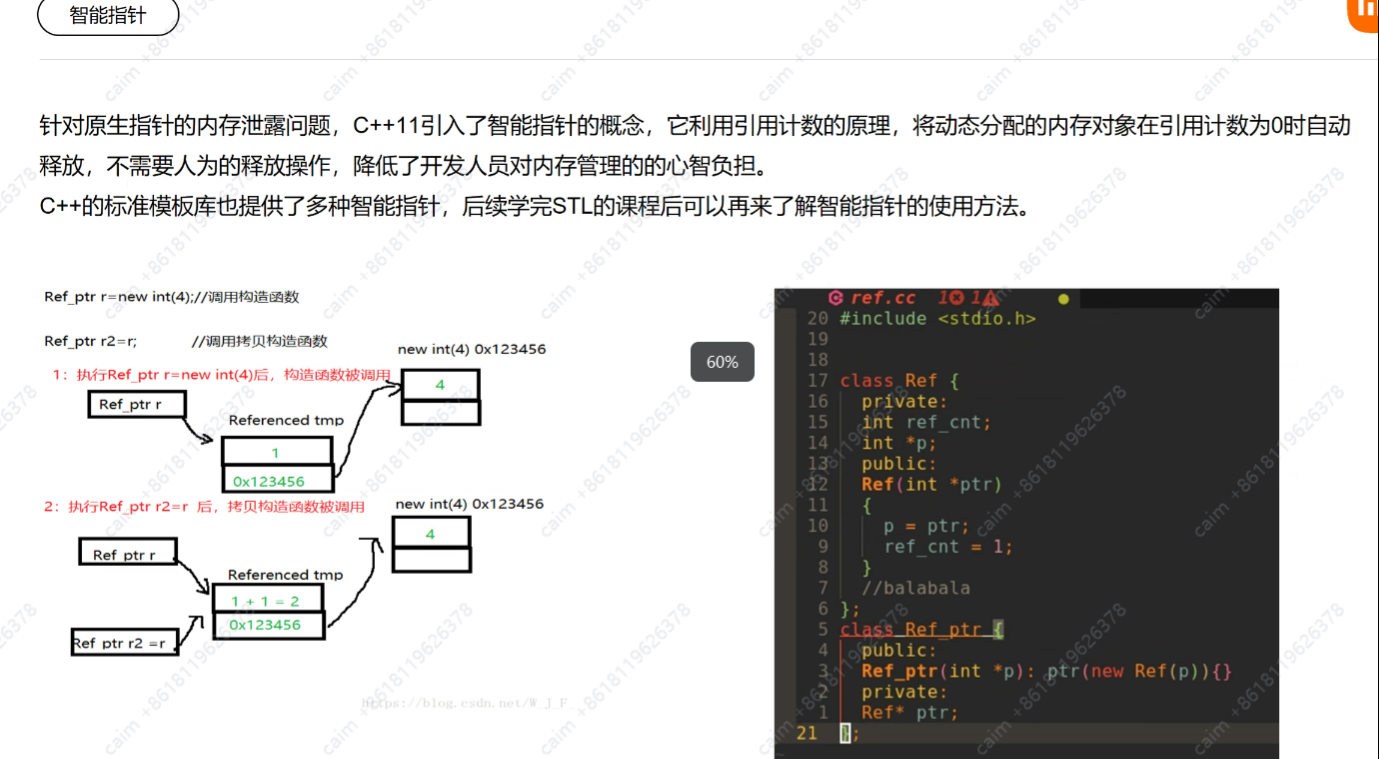 智能指针
针对原生指针的内存泄露问题，C++11引入了智能指针的概念，它利用引用计数的原理，将动态分配的内存对象在引用计数为0时自动
释放，不需要人为的释放操作，降低了开发人员对内存管理的的心智负担。
C++的标准模板库也提供了多种智能指针，后续学完STL的课程后可以再来了解智能指针的使用方法。
Ref_ptr r=new int(4);//调用构造函数
Ref_ptr r2=r; //调用拷贝构造函数
new int(4) 0x123456
1：执行Ref_ptr r=new int(4)后，构造函数被调用
4
Ref_ptr r
Referenced tmp
1
0x123456
2：执行Ref_ptr r2=r 后，拷贝构造函数被调用
new int(4) 0x123456
4
Ref_ptr r
Referenced tmp
1 + 1 = 2
0x123456
Ref_ptr r2 =r
https://blog.csdn.net/W_J_F
60%
ref.cc 1 1
20 #include <stdio.h>
19
18
17 class Ref {
16 private:
15 int ref_cnt;
14 int *p;
13 public:
12 Ref(int *ptr)
11 {
10 p = ptr;
9 ref_cnt = 1;
8 }
7 //balabala
6 };
5 class Ref_ptr {
4 public:
3 Ref_ptr(int *p): ptr(new Ref(p)){}
2 private:
1 Ref* ptr;
21 };
caim +8618119626378